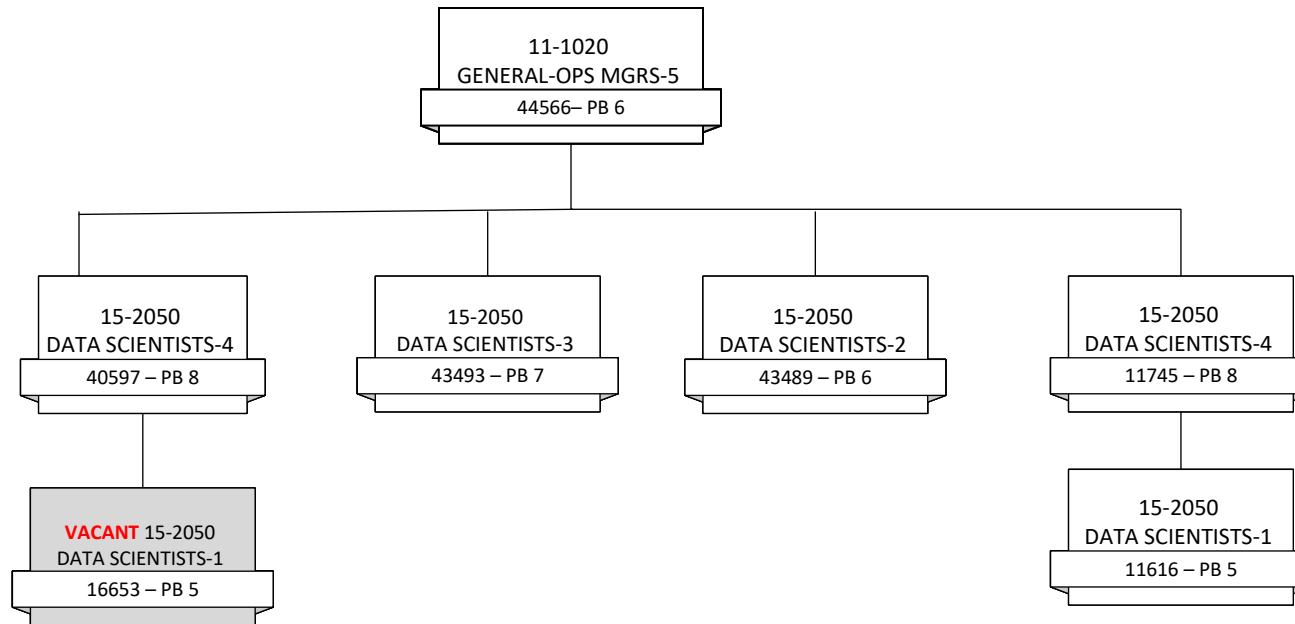 11-1020
GENERAL-OPS MGRS-5
44566– PB 6
15-2050
DATA SCIENTISTS-4
40597 – PB 8
15-2050
DATA SCIENTISTS-3
43493 – PB 7
15-2050
DATA SCIENTISTS-2
43489 – PB 6
15-2050
DATA SCIENTISTS-4
11745 – PB 8
VACANT 15-2050
DATA SCIENTISTS-1
16653 – PB 5
15-2050
DATA SCIENTISTS-1
11616 – PB 5